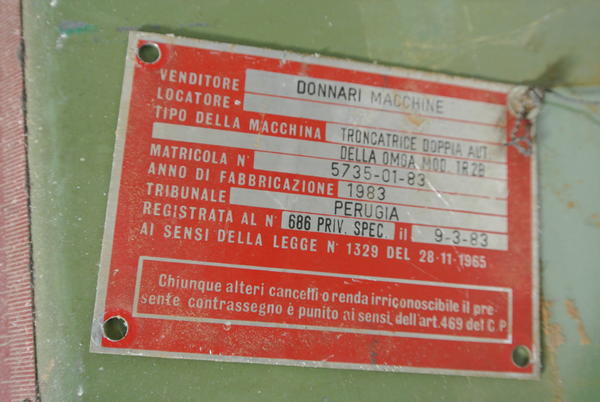 VENDITORE DONNARI MACCHINE
LOCATORE
TIPO DELLA MACCHINA TRONCATRICE DOPPIA AUT.
DELLA OMGA MOD. TR2B
MATRICOLA N° 5735-01-83
ANNO DI FABBRICAZIONE 1983
TRIBUNALE PERUGIA
REGISTRATA AL N° 686 PRIV. SPEC. il 9-3-83
AI SENSI DELLA LEGGE N° 1329 DEL 28-11-1965
Chiunque alteri cancelli o renda irriconoscibile il pre-
sente contrassegno è punito ai sensi dell'art.469 del C.P.